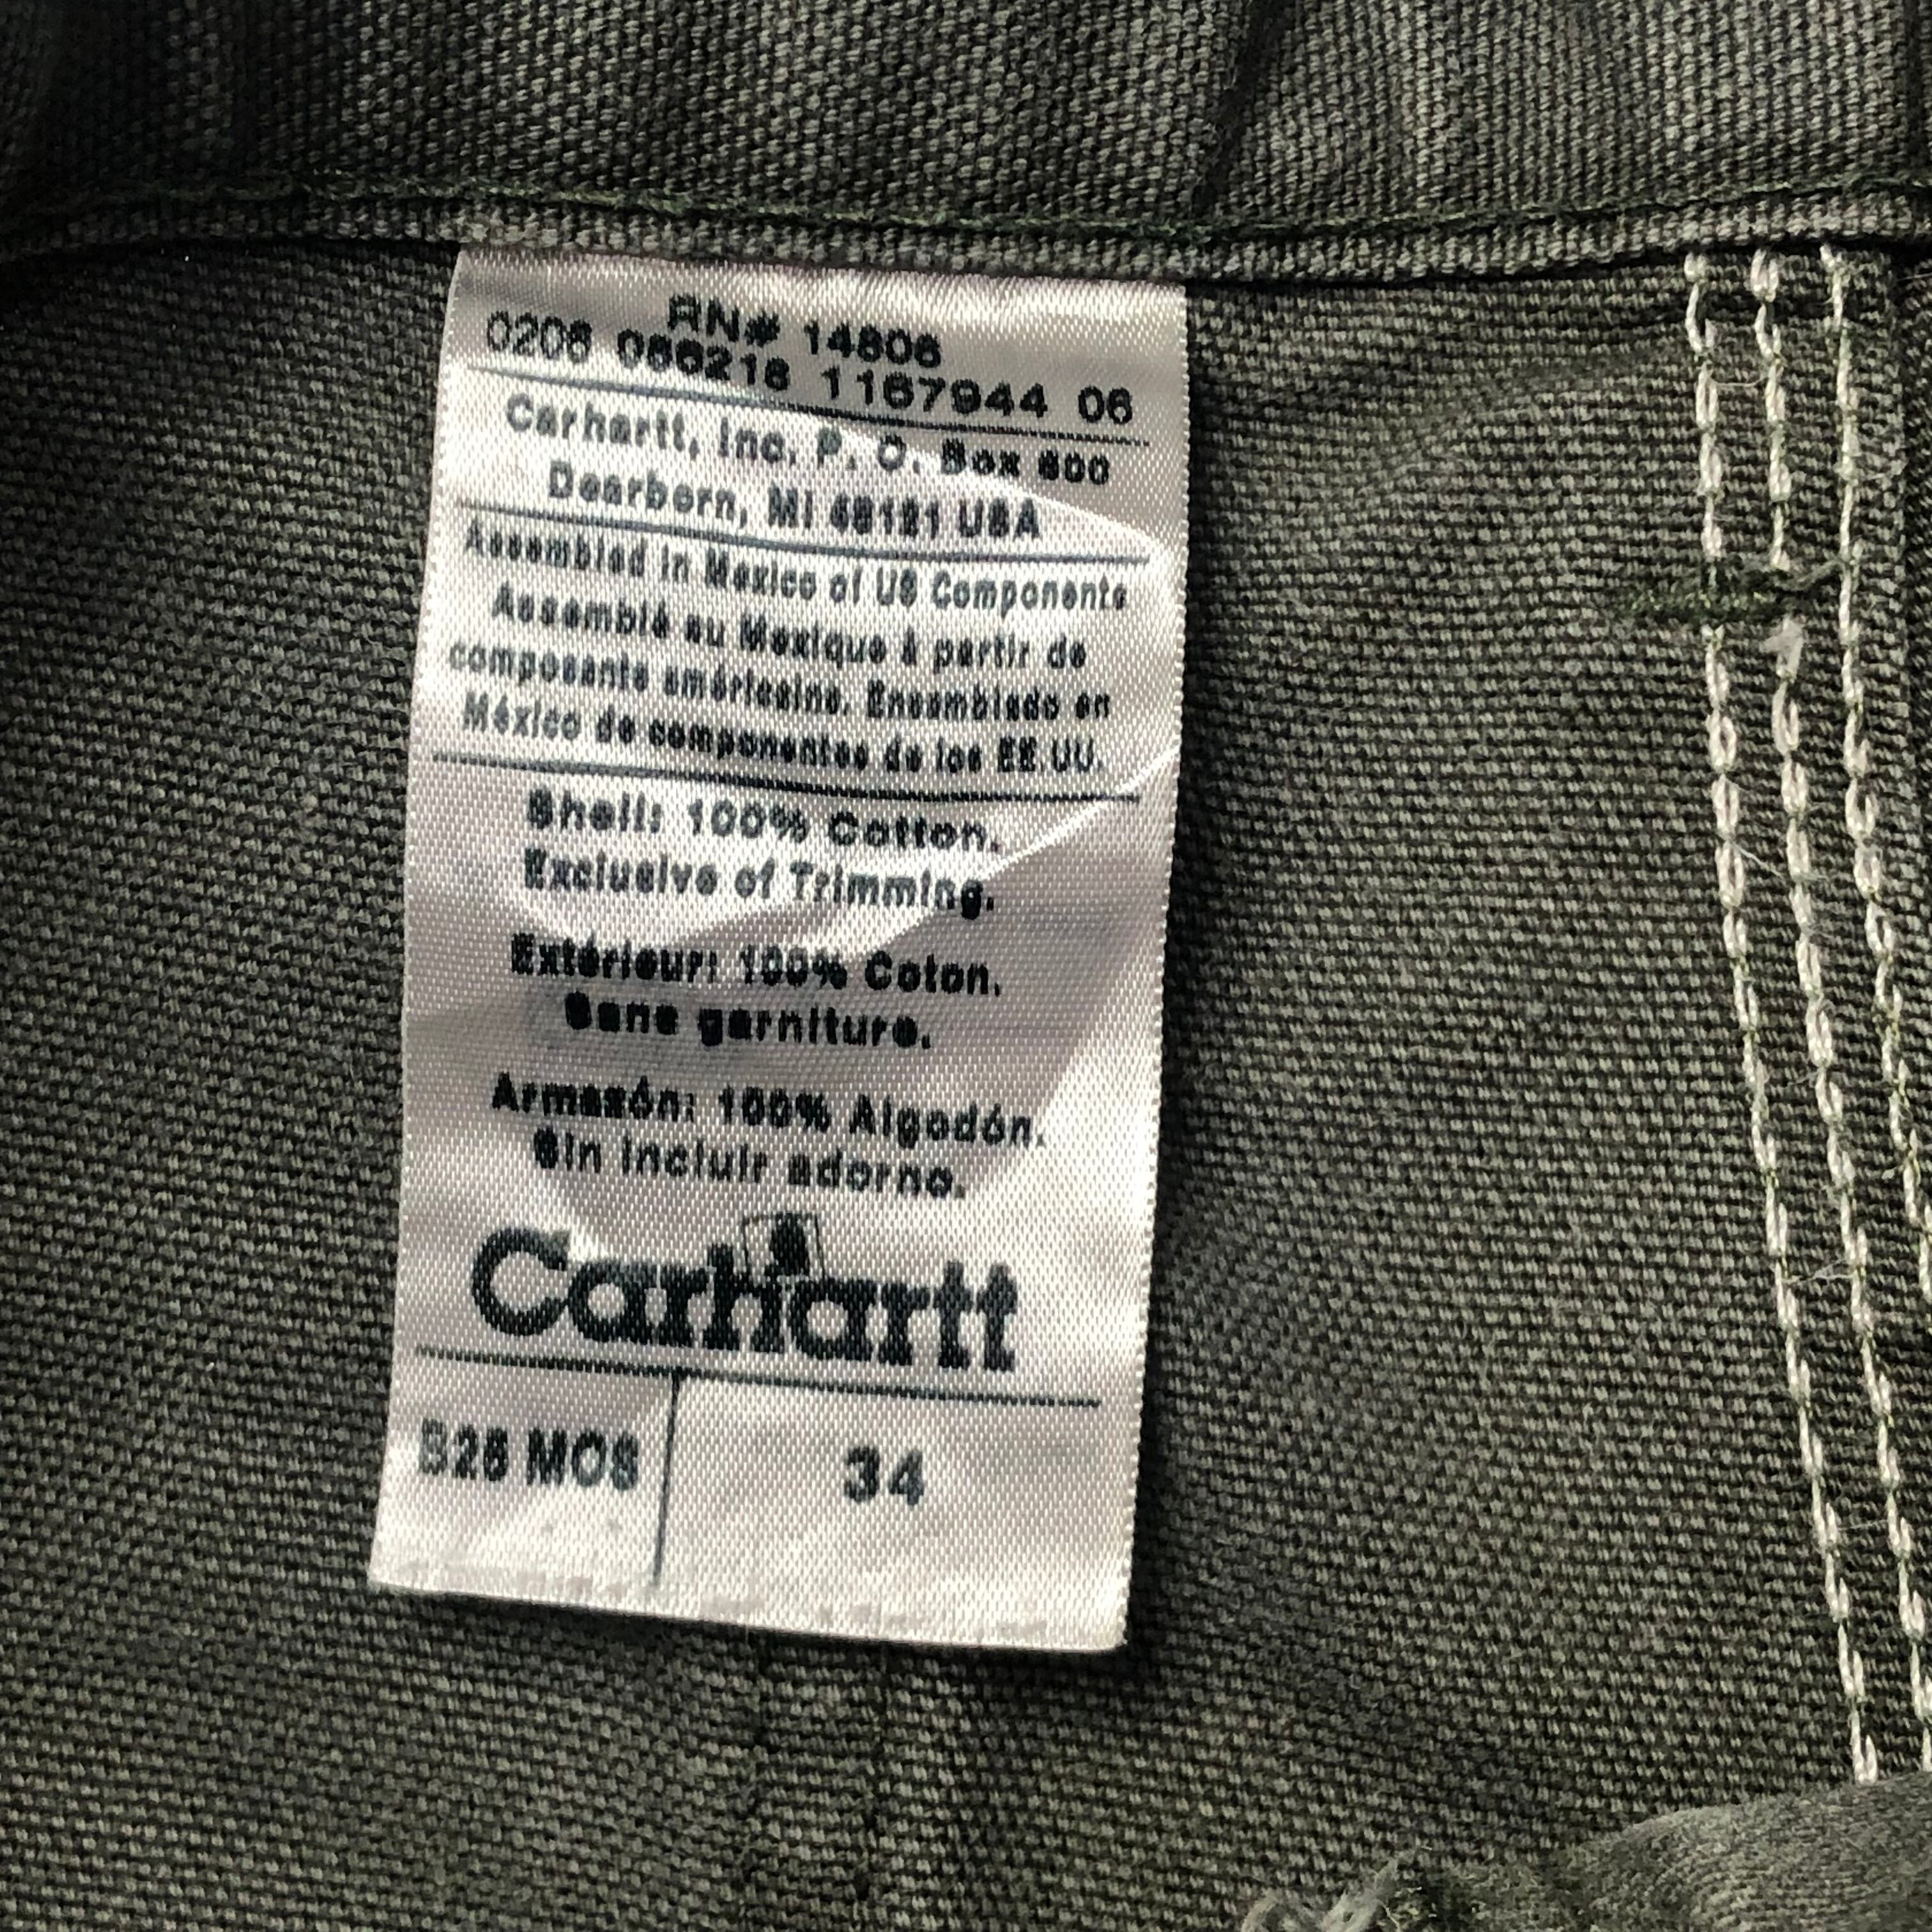 RN# 14806
0206 056218 1167944 06
Carhartt, Inc. P. O. Box 600
Dearborn, MI 48121 USA
Assembled in Mexico of US Components
Assemblé au Mexique à partir de
composants américains. Ensamblado en
México de componentes de los EE.UU.
Shell: 100% Cotton.
Exclusive of Trimming.
Extérieur: 100% Coton.
Sans garniture.
Armazón: 100% Algodón.
Sin incluir adorno.
Carhartt
B25 MOS
34